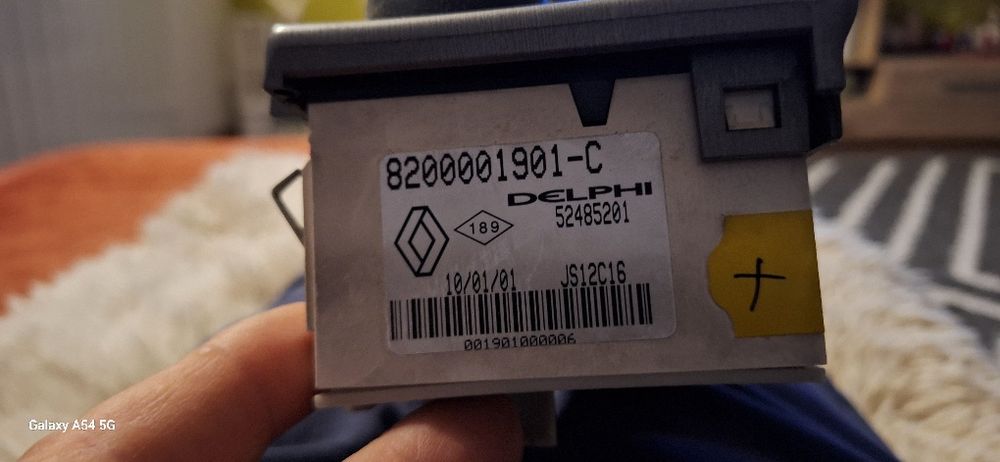 8200001901-C
DELPHI
52485201
189
10/01/01 JS12C16
001901000006
+
Galaxy A54 5G